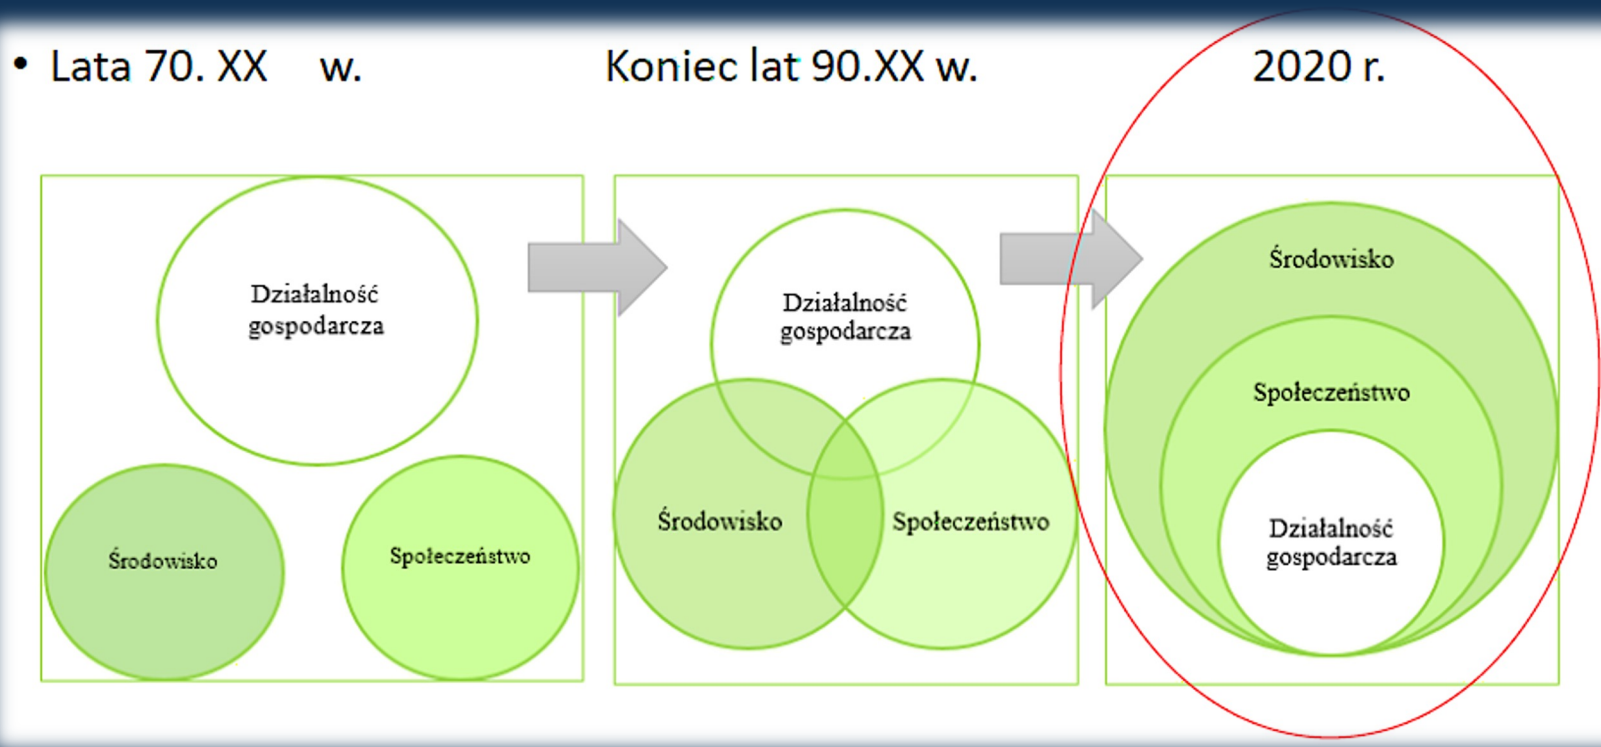 • Lata 70. XX w.
Koniec lat 90.XX w.
2020 r.
Działalność
gospodarcza
Środowisko
Społeczeństwo
Działalność
gospodarcza
Środowisko
Społeczeństwo
Środowisko
Społeczeństwo
Działalność
gospodarcza